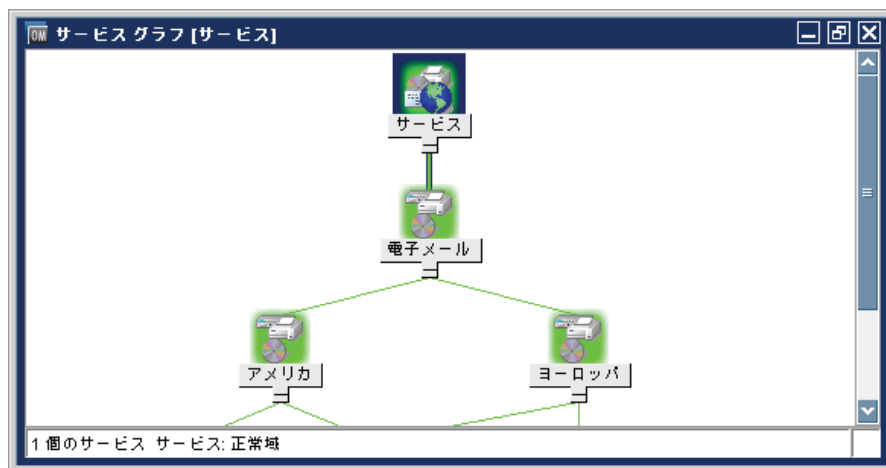 OM サービス グラフ [サービス]
サービス
電子メール
アメリカ
ヨーロッパ
1 個のサービス サービス: 正常域